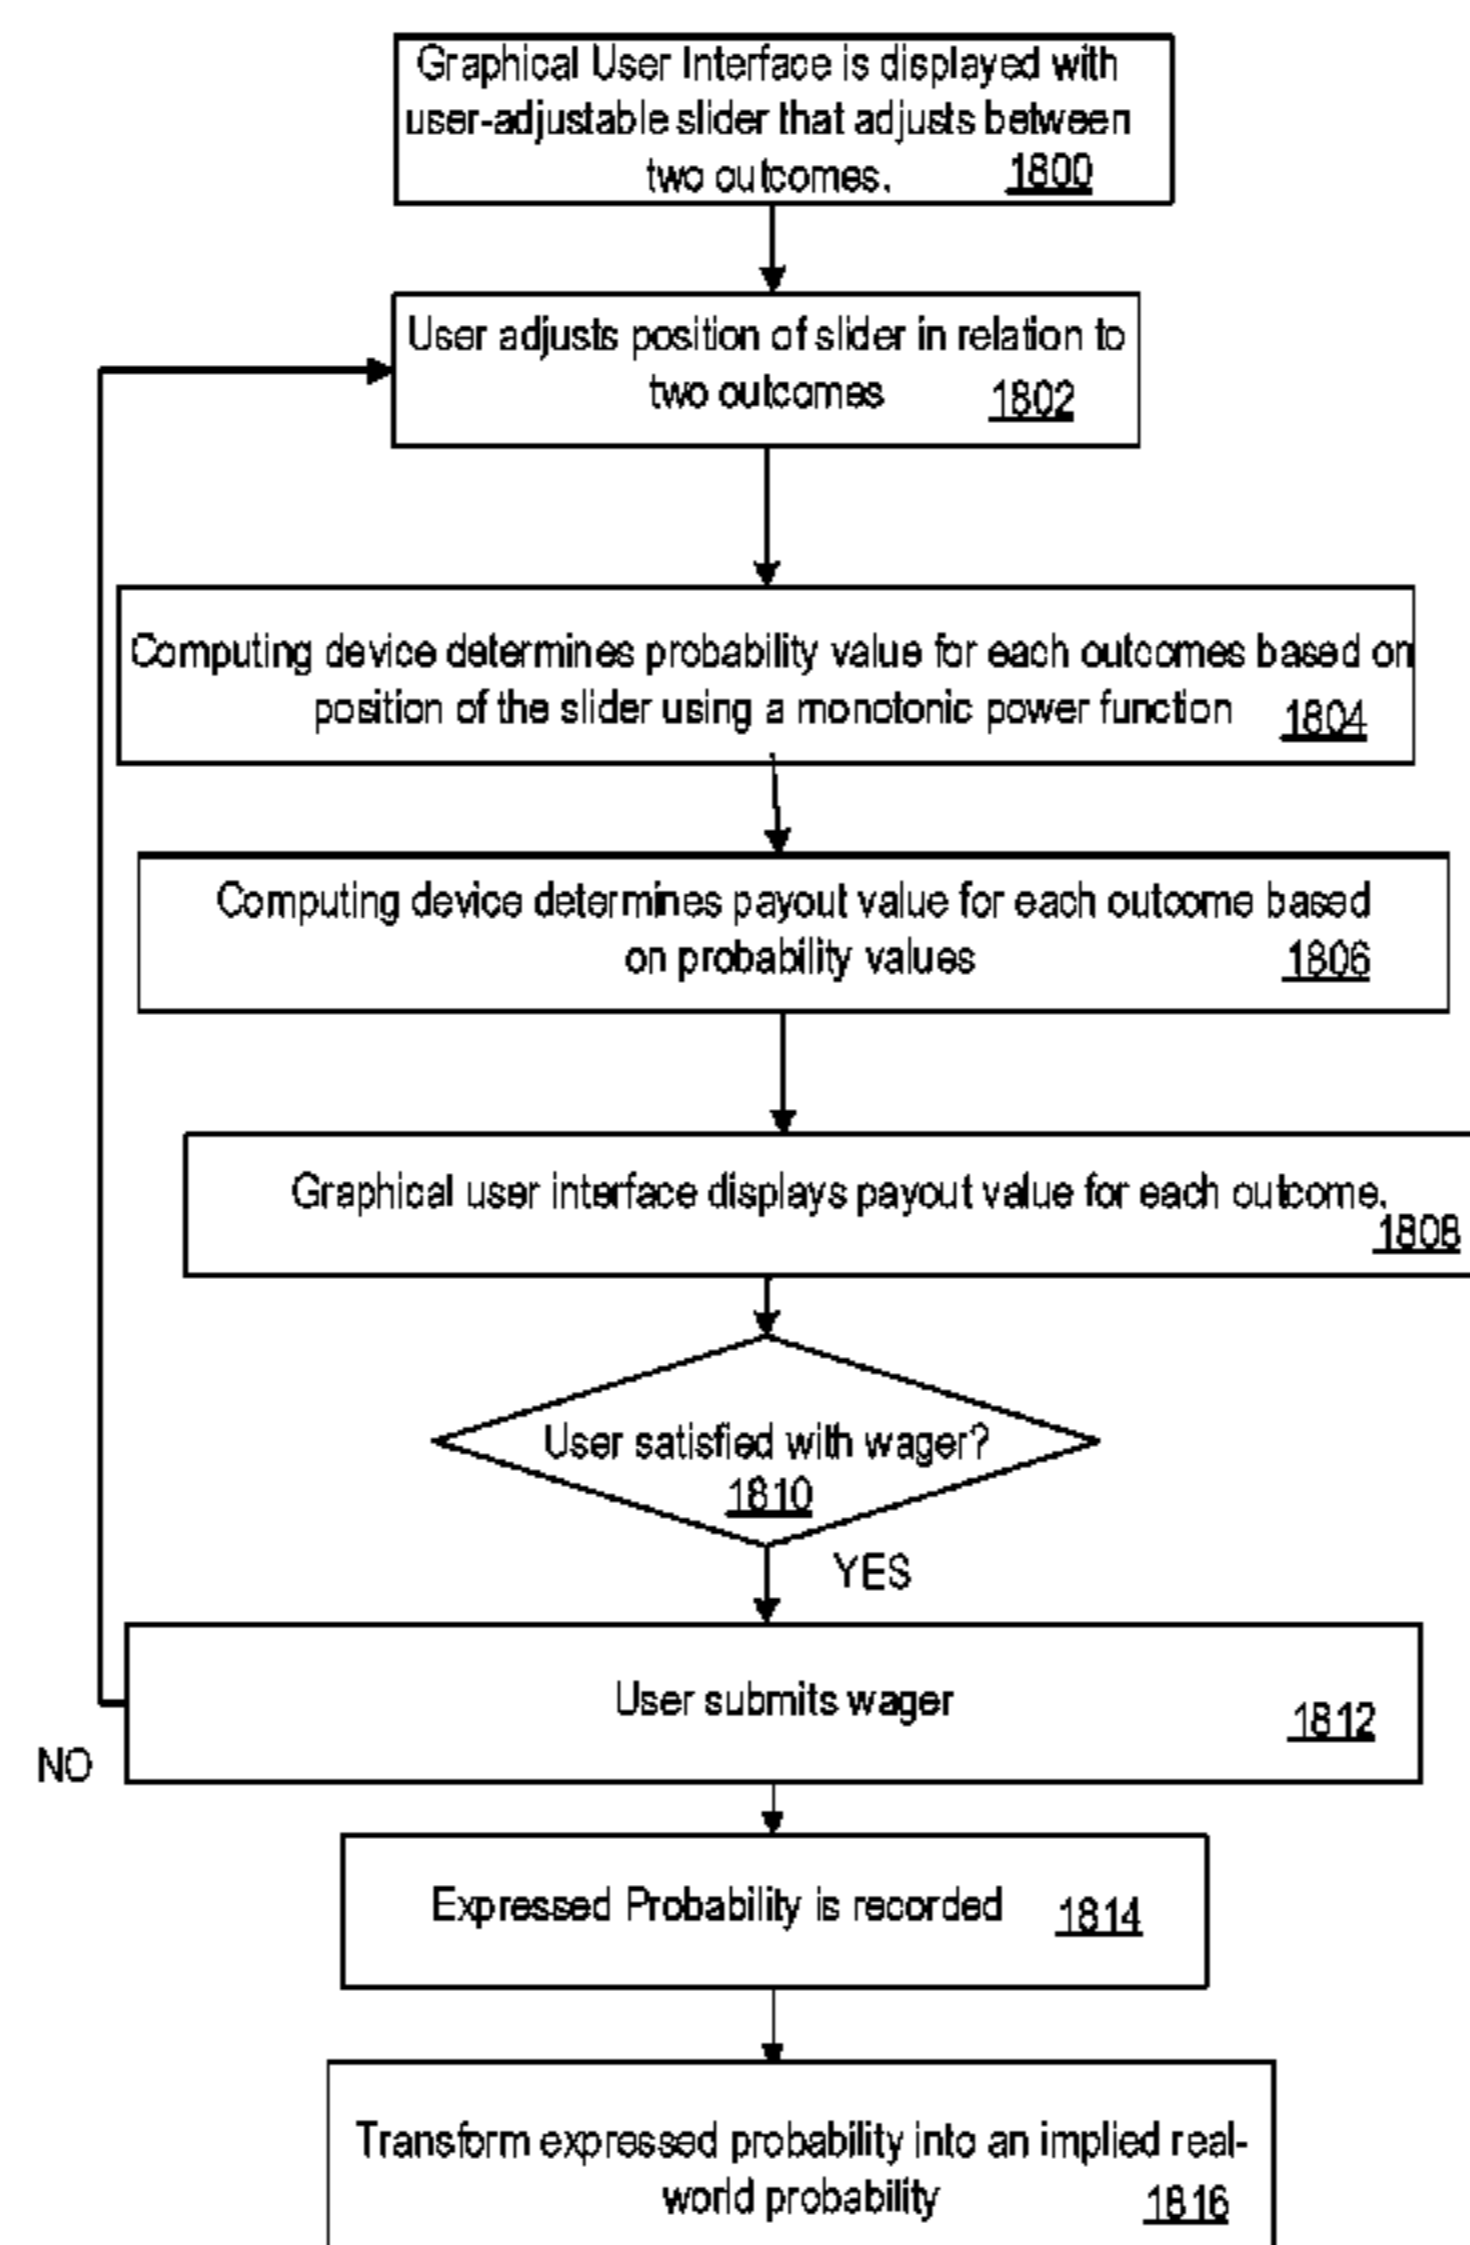 Graphical User Interface is displayed with
user-adjustable slider that adjusts between
two outcomes. 1800
User adjusts position of slider in relation to
two outcomes 1802
Computing device determines probability value for each outcomes based on
position of the slider using a monotonic power function 1804
Computing device determines payout value for each outcome based
on probability values 1806
Graphical user interface displays payout value for each outcome.
1808
User satisfied with wager?
1810
YES
User submits wager 1812
NO
Expressed Probability is recorded 1814
Transform expressed probability into an implied real-
world probability 1816